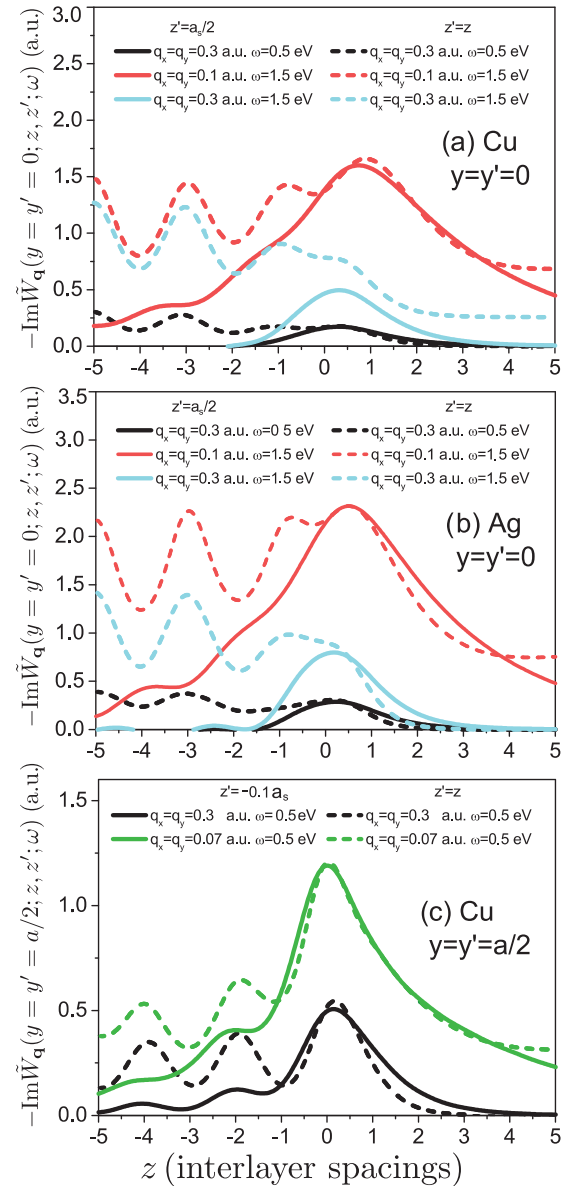 z'=a_s/2 z'=z
q_x=q_y=0.3 a.u. ω=0.5 eV q_x=q_y=0.3 a.u. ω=0.5 eV
q_x=q_y=0.1 a.u. ω=1.5 eV q_x=q_y=0.1 a.u. ω=1.5 eV
q_x=q_y=0.3 a.u. ω=1.5 eV q_x=q_y=0.3 a.u. ω=1.5 eV
(a) Cu
y=y'=0
−ImW̃_q(y = y′ = 0; z, z′; ω) (a.u.)
3.0
2.5
2.0
1.5
1.0
0.5
0.0
-5 -4 -3 -2 -1 0 1 2 3 4 5
z'=a_s/2 z'=z
q_x=q_y=0.3 a.u. ω=0 5 eV q_x=q_y=0.3 a.u. ω=0.5 eV
q_x=q_y=0.1 a.u. ω=1.5 eV q_x=q_y=0.1 a.u. ω=1.5 eV
q_x=q_y=0.3 a.u. ω=1.5 eV q_x=q_y=0.3 a.u. ω=1.5 eV
(b) Ag
y=y'=0
−ImW̃_q(y = y′ = 0; z, z′; ω) (a.u.)
3.5
3.0
2.5
2.0
1.5
1.0
0.5
0.0
-5 -4 -3 -2 -1 0 1 2 3 4 5
z'=-0.1a_s z'=z
q_x=q_y=0.3 a.u. ω=0.5 eV q_x=q_y=0.3 a.u. ω=0.5 eV
q_x=q_y=0.07 a.u. ω=0.5 eV q_x=q_y=0.07 a.u. ω=0.5 eV
(c) Cu
y=y'=a/2
−ImW̃_q(y = y′ = a/2; z, z′; ω) (a.u.)
1.5
1.0
0.5
0.0
-5 -4 -3 -2 -1 0 1 2 3 4 5
z (interlayer spacings)